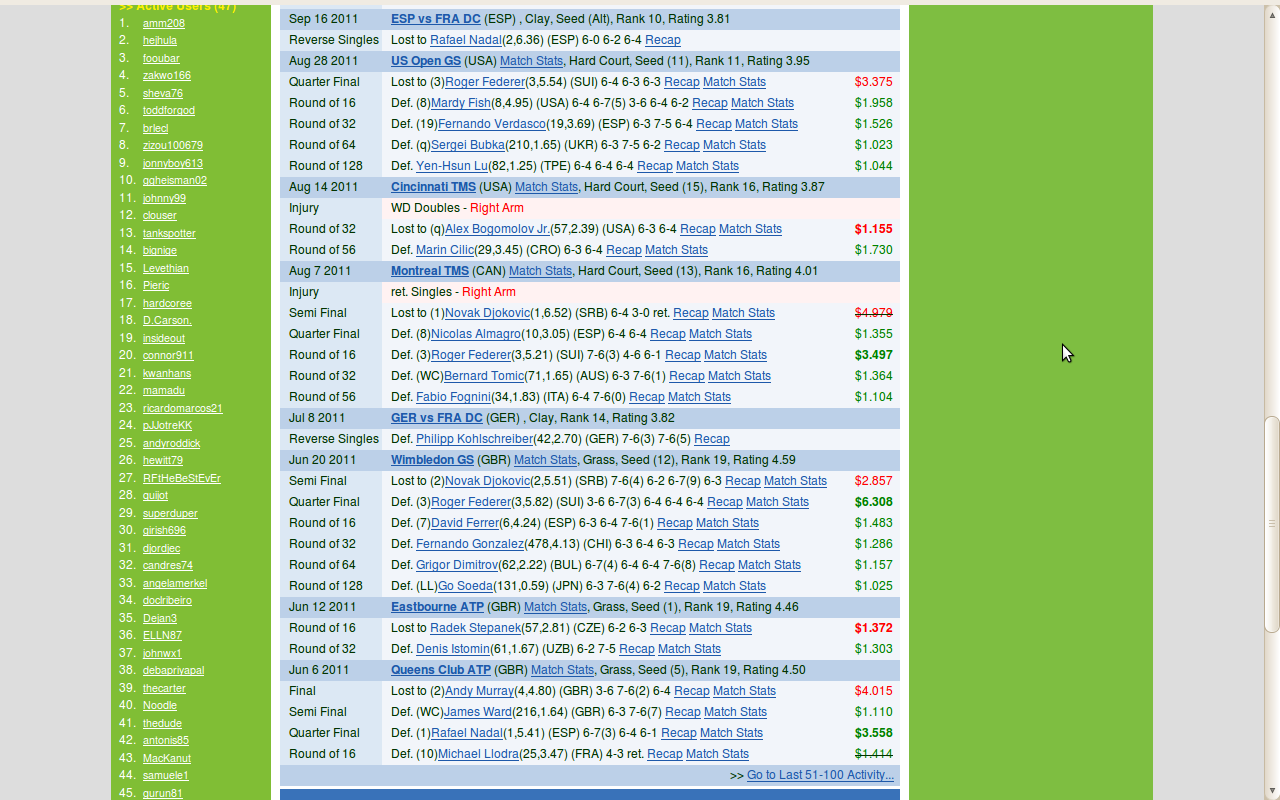 >> Active Users (47)
1. amm208
2. hejhula
3. fooubar
4. zakwo166
5. sheva76
6. toddforgod
7. briecl
8. zizou100679
9. jonnyboy613
10. ggheisman02
11. johnny99
12. clouser
13. tankspotter
14. bignige
15. Levethian
16. Pieric
17. hardcoree
18. D.Carson.
19. insideout
20. connor911
21. kwanhans
22. mamadu
23. ricardomarcos21
24. pJJotreKK
25. andyroddick
26. hewitt79
27. RFtHeBeStEvEr
28. quijot
29. superduper
30. girish696
31. djordjec
32. candres74
33. angelamerkel
34. doclribeiro
35. Dejan3
36. ELLN87
37. johnwx1
38. debapriyapal
39. thecarter
40. Noodle
41. thedude
42. antonis85
43. MacKanut
44. samuele1
45. gurun81
Sep 16 2011 ESP vs FRA DC (ESP) , Clay, Seed (Alt), Rank 10, Rating 3.81
Reverse Singles Lost to Rafael Nadal(2,6.36) (ESP) 6-0 6-2 6-4 Recap
Aug 28 2011 US Open GS (USA) Match Stats, Hard Court, Seed (11), Rank 11, Rating 3.95
Quarter Final Lost to (3)Roger Federer(3,5.54) (SUI) 6-4 6-3 6-3 Recap Match Stats $3.375
Round of 16 Def. (8)Mardy Fish(8,4.95) (USA) 6-4 6-7(5) 3-6 6-4 6-2 Recap Match Stats $1.958
Round of 32 Def. (19)Fernando Verdasco(19,3.69) (ESP) 6-3 7-5 6-4 Recap Match Stats $1.526
Round of 64 Def. (q)Sergei Bubka(210,1.65) (UKR) 6-3 7-5 6-2 Recap Match Stats $1.023
Round of 128 Def. Yen-Hsun Lu(82,1.25) (TPE) 6-4 6-4 6-4 Recap Match Stats $1.044
Aug 14 2011 Cincinnati TMS (USA) Match Stats, Hard Court, Seed (15), Rank 16, Rating 3.87
Injury WD Doubles - Right Arm
Round of 32 Lost to (q)Alex Bogomolov Jr.(57,2.39) (USA) 6-3 6-4 Recap Match Stats $1.155
Round of 56 Def. Marin Cilic(29,3.45) (CRO) 6-3 6-4 Recap Match Stats $1.730
Aug 7 2011 Montreal TMS (CAN) Match Stats, Hard Court, Seed (13), Rank 16, Rating 4.01
Injury ret. Singles - Right Arm
Semi Final Lost to (1)Novak Djokovic(1,6.52) (SRB) 6-4 3-0 ret. Recap Match Stats $4.979
Quarter Final Def. (8)Nicolas Almagro(10,3.05) (ESP) 6-4 6-4 Recap Match Stats $1.355
Round of 16 Def. (3)Roger Federer(3,5.21) (SUI) 7-6(3) 4-6 6-1 Recap Match Stats $3.497
Round of 32 Def. (WC)Bernard Tomic(71,1.65) (AUS) 6-3 7-6(1) Recap Match Stats $1.364
Round of 56 Def. Fabio Fognini(34,1.83) (ITA) 6-4 7-6(0) Recap Match Stats $1.104
Jul 8 2011 GER vs FRA DC (GER) , Clay, Rank 14, Rating 3.82
Reverse Singles Def. Philipp Kohlschreiber(42,2.70) (GER) 7-6(3) 7-6(5) Recap
Jun 20 2011 Wimbledon GS (GBR) Match Stats, Grass, Seed (12), Rank 19, Rating 4.59
Semi Final Lost to (2)Novak Djokovic(2,5.51) (SRB) 7-6(4) 6-2 6-7(9) 6-3 Recap Match Stats $2.857
Quarter Final Def. (3)Roger Federer(3,5.82) (SUI) 3-6 6-7(3) 6-4 6-4 6-4 Recap Match Stats $6.308
Round of 16 Def. (7)David Ferrer(6,4.24) (ESP) 6-3 6-4 7-6(1) Recap Match Stats $1.483
Round of 32 Def. Fernando Gonzalez(478,4.13) (CHI) 6-3 6-4 6-3 Recap Match Stats $1.286
Round of 64 Def. Grigor Dimitrov(62,2.22) (BUL) 6-7(4) 6-4 6-4 7-6(8) Recap Match Stats $1.157
Round of 128 Def. (LL)Go Soeda(131,0.59) (JPN) 6-3 7-6(4) 6-2 Recap Match Stats $1.025
Jun 12 2011 Eastbourne ATP (GBR) Match Stats, Grass, Seed (1), Rank 19, Rating 4.46
Round of 16 Lost to Radek Stepanek(57,2.81) (CZE) 6-2 6-3 Recap Match Stats $1.372
Round of 32 Def. Denis Istomin(61,1.67) (UZB) 6-2 7-5 Recap Match Stats $1.303
Jun 6 2011 Queens Club ATP (GBR) Match Stats, Grass, Seed (5), Rank 19, Rating 4.50
Final Lost to (2)Andy Murray(4,4.80) (GBR) 3-6 7-6(2) 6-4 Recap Match Stats $4.015
Semi Final Def. (WC)James Ward(216,1.64) (GBR) 6-3 7-6(7) Recap Match Stats $1.110
Quarter Final Def. (1)Rafael Nadal(1,5.41) (ESP) 6-7(3) 6-4 6-1 Recap Match Stats $3.558
Round of 16 Def. (10)Michael Llodra(25,3.47) (FRA) 4-3 ret. Recap Match Stats $1.414
>> Go to Last 51-100 Activity...